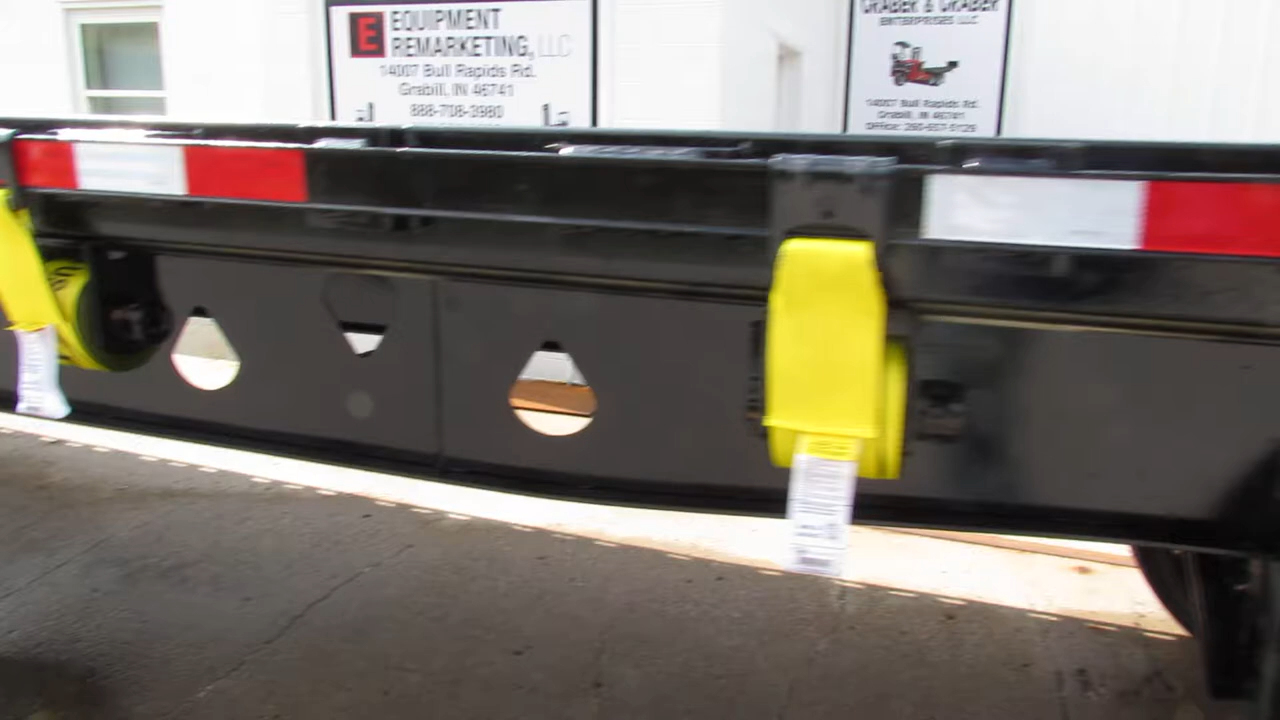 E
EQUIPMENT
REMARKETING, LLC
14007 Bull Rapids Rd.
Grabill, IN 46741
888-708-3980
GRABER & GRABER
ENTERPRISES LLC
14007 Bull Rapids Rd.
Grabill, IN 46741
Office: